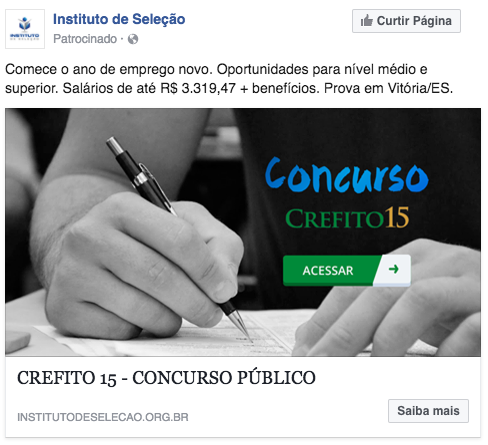 Instituto de Seleção
Patrocinado ·
Curtir Página
INSTITUTO
Comece o ano de emprego novo. Oportunidades para nível médio e
superior. Salários de até R$ 3.319,47 + benefícios. Prova em Vitória/ES.
Concurso
CREFITO15
ACESSAR
CREFITO 15 - CONCURSO PÚBLICO
INSTITUTODESELECAO.ORG.BR
Saiba mais